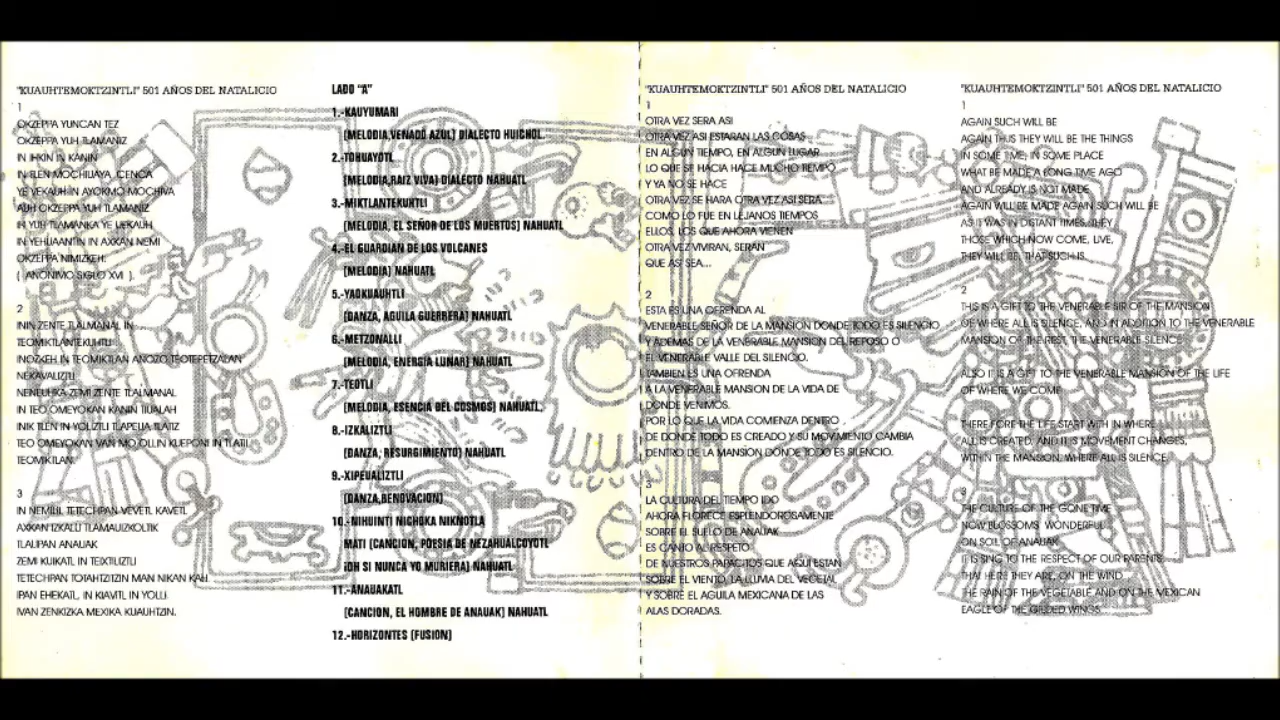 "KUAUHTEMOKTZINTLI" 501 AÑOS DEL NATALICIO
1
OKZEPPA YUNCAN TEZ
OKZEPPA YUH TLAMANIZ
IN IHKIN IN KANIN
IN TLEN MOCHIUAYA CENCA
YE VEKAUH IN AYOKMO MOCHIVA
AUH OKZEPPA YUH TLAMANIZ
IN YUH TLAMANKA YE UEKAUH
IN YEHUAANTIN IN AXKAN NEMI
OKZEPPA NIMIZKEH.
( ANONIMO SIGLO XVI ).
2
ININ ZENTE TLALMANAL IN
TEOMIKTLANTEKUHTLI
INOZKEH IN TEOMIKTLAN ANOZO TEOTEPETZALAN
NEKAVALIZTLI
NENEUHKA ZEMI ZENTE TLALMANAL
IN TEO OMEYOKAN KANIN TIUALAH
INIK TLEN IN YOLIZTLI TLAPEUA TLATIZ
TEO OMEYOKAN VAN MO OLLIN KUEPONI IN TLATIL
TEOMIKTLAN.
3
IN NEMILIL TETECHPAN VEVETL KAVETL
AXKAN IZKALLI TLAMAUIZKOLTIK
TLALIPAN ANAUAK
ZEMI KUIKATL IN TEIXTILIZTLI
TETECHPAN TOTAHTZITZIN MAN NIKAN KAH
IPAN EHEKATL, IN KIAVITL IN YOLLI
IVAN ZENKIZKA MEXIKA KUAUHTZIN.
LADO "A"
1.-KAUYUMARI
(MELODIA,VENADO AZUL) DIALECTO HUICHOL.
2.-TOHUAYOTL
(MELODIA,RAIZ VIVA) DIALECTO NAHUATL
3.-MIKTLANTEKUHTLI
(MELODIA, EL SEÑOR DE LOS MUERTOS) NAHUATL
4.-EL GUARDIAN DE LOS VOLCANES
(MELODIA) NAHUATL
5.-YAOKUAUHTLI
(DANZA, AGUILA GUERRERA) NAHUATL
6.-METZONALLI
(MELODIA, ENERGIA LUNAR) NAHUATL
7.-TEOTLI
(MELODIA, ESENCIA DEL COSMOS) NAHUATL,
8.-IZKALIZTLI
(DANZA, RESURGIMIENTO) NAHUATL
9.-XIPEUALIZTLI
(DANZA,RENOVACION)
10.-NIHUINTI NICHOKA NIKNOTLA
MATI (CANCION, POESIA DE NEZAHUALCOYOTL
¡OH SI NUNCA YO MURIERA) NAHUATL
11.-ANAUAKATL
(CANCION, EL HOMBRE DE ANAUAK) NAHUATL
12.-HORIZONTES (FUSION)
"KUAUHTEMOKTZINTLI" 501 AÑOS DEL NATALICIO
1
OTRA VEZ SERA ASI
OTRA VEZ ASI ESTARAN LAS COSAS
EN ALGUN TIEMPO, EN ALGUN LUGAR
LO QUE SE HACIA HACE MUCHO TIEMPO
Y YA NO SE HACE
OTRA VEZ SE HARA OTRA VEZ ASI SERA
COMO LO FUE EN LEJANOS TIEMPOS
ELLOS, LOS QUE AHORA VIENEN
OTRA VEZ VIVIRAN, SERAN
QUE ASI SEA...
2
ESTA ES UNA OFRENDA AL
VENERABLE SEÑOR DE LA MANSION DONDE TODO ES SILENCIO
Y ADEMAS DE LA VENERABLE MANSION DEL REPOSO O
EL VENERABLE VALLE DEL SILENCIO.
TAMBIEN ES UNA OFRENDA
A LA VENERABLE MANSION DE LA VIDA DE
DONDE VENIMOS.
POR LO QUE LA VIDA COMIENZA DENTRO
DE DONDE TODO ES CREADO Y SU MOVIMIENTO CAMBIA
DENTRO DE LA MANSION DONDE TODO ES SILENCIO.
3
LA CULTURA DEL TIEMPO IDO
AHORA FLORECE ESPLENDOROSAMENTE
SOBRE EL SUELO DE ANAUAK
ES CANTO AL RESPETO
DE NUESTROS PAPACITOS QUE AQUI ESTAN
SOBRE EL VIENTO, LA LLUVIA DEL VEGETAL
Y SOBRE EL AGUILA MEXICANA DE LAS
ALAS DORADAS.
"KUAUHTEMOKTZINTLI" 501 AÑOS DEL NATALICIO
1
AGAIN SUCH WILL BE
AGAIN THUS THEY WILL BE THE THINGS
IN SOME TIME, IN SOME PLACE
WHAT BE MADE A LONG TIME AGO
AND ALREADY IS NOT MADE
AGAIN WILL BE MADE AGAIN SUCH WILL BE
AS IT WAS IN DISTANT TIMES, THEY
THOSE WHICH NOW COME, LIVE,
THEY WILL BE, THAT SUCH IS.
2
THIS IS A GIFT TO THE VENERABLE SIR OF THE MANSION
OF WHERE ALL IS SILENCE, AND IN ADDITION TO THE VENERABLE
MANSION OF THE REST, THE VENERABLE SILENCE
ALSO IT IS A GIFT TO THE VENERABLE MANSION OF THE LIFE
OF WHERE WE COME
THERE FORE THE LIFE START WITH IN WHERE
ALL IS CREATED, AND IT IS MOVEMENT CHANGES,
WITHIN THE MANSION, WHERE ALL IS SILENCE.
3
THE CULTURE OF THE GONE TIME
NOW BLOSSOMS WONDERFUL
ON SOIL OF ANAUAK
IT IS SING TO THE RESPECT OF OUR PARENTS
THAT HERE THEY ARE, ON THE WIND
THE RAIN OF THE VEGETABLE AND ON THE MEXICAN
EAGLE OF THE GILDED WINGS.